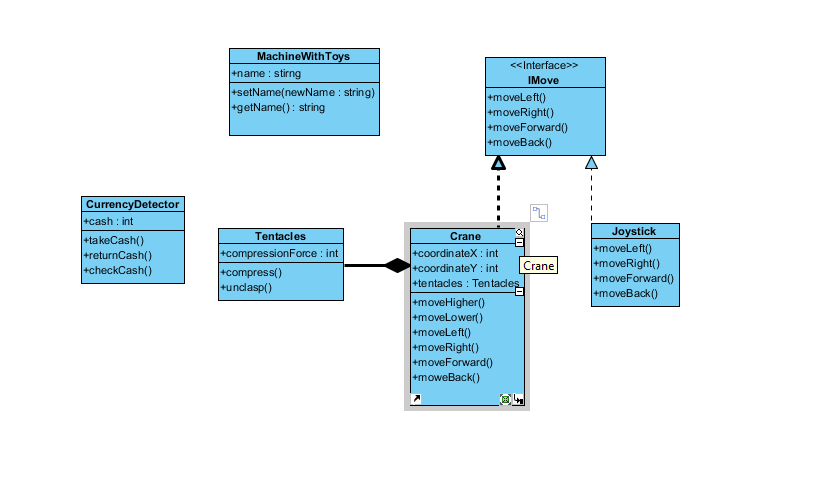 MachineWithToys
+name : stirng
+setName(newName : string)
+getName() : string
<<Interface>>
IMove
+moveLeft()
+moveRight()
+moveForward()
+moveBack()
CurrencyDetector
+cash : int
+takeCash()
+returnCash()
+checkCash()
Tentacles
+compressionForce : int
+compress()
+unclasp()
Crane
+coordinateX : int
+coordinateY : int
+tentacles : Tentacles
+moveHigher()
+moveLower()
+moveLeft()
+moveRight()
+moveForward()
+moweBack()
Crane
Joystick
+moveLeft()
+moveRight()
+moveForward()
+moveBack()